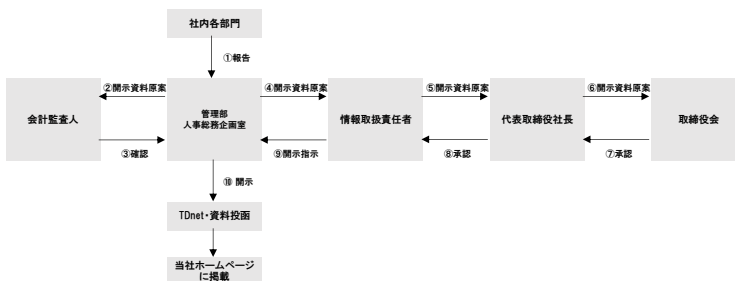 社内各部門
①報告
②開示資料原案
④開示資料原案
⑤開示資料原案
⑥開示資料原案
会計監査人
管理部
人事総務企画室
情報取扱責任者
代表取締役社長
取締役会
③確認
⑨開示指示
⑧承認
⑦承認
⑩ 開示
TDnet・資料投函
当社ホームページ
に掲載